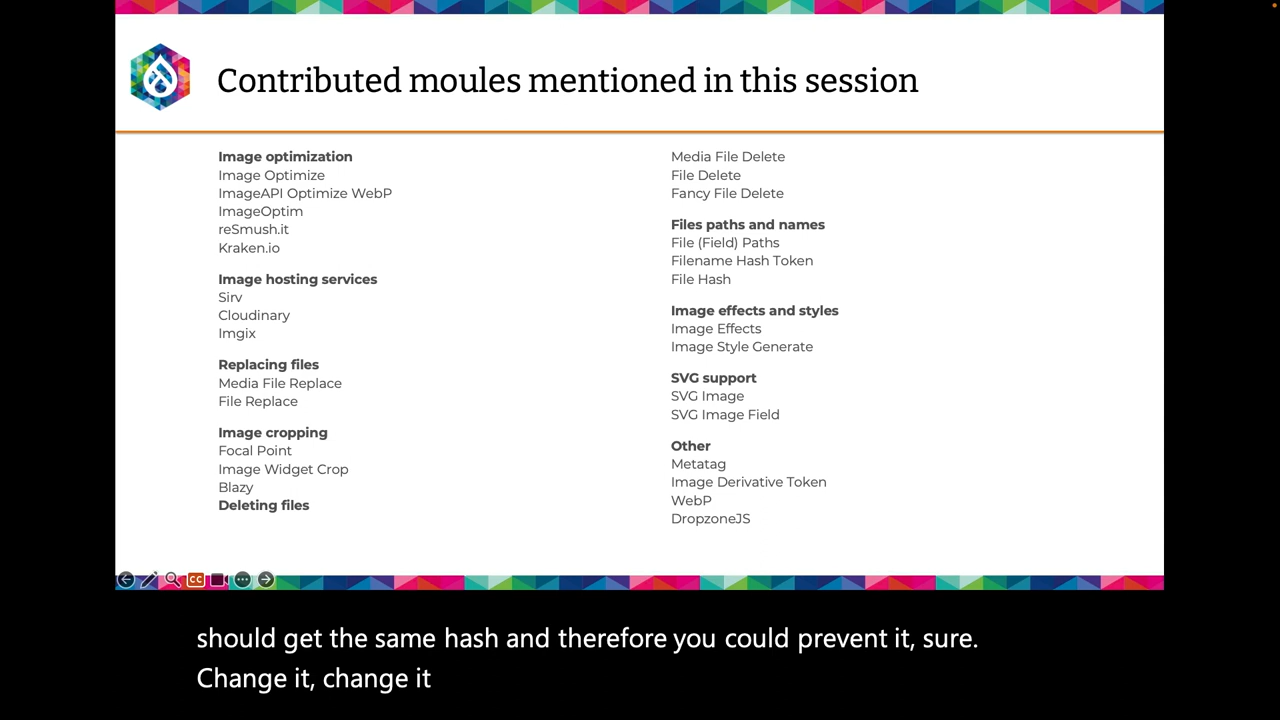 Contributed moules mentioned in this session
Image optimization
Image Optimize
ImageAPI Optimize WebP
ImageOptim
reSmush.it
Kraken.io
Image hosting services
Sirv
Cloudinary
Imgix
Replacing files
Media File Replace
File Replace
Image cropping
Focal Point
Image Widget Crop
Blazy
Deleting files
Media File Delete
File Delete
Fancy File Delete
Files paths and names
File (Field) Paths
Filename Hash Token
File Hash
Image effects and styles
Image Effects
Image Style Generate
SVG support
SVG Image
SVG Image Field
Other
Metatag
Image Derivative Token
WebP
DropzoneJS
CC
should get the same hash and therefore you could prevent it, sure.
Change it, change it